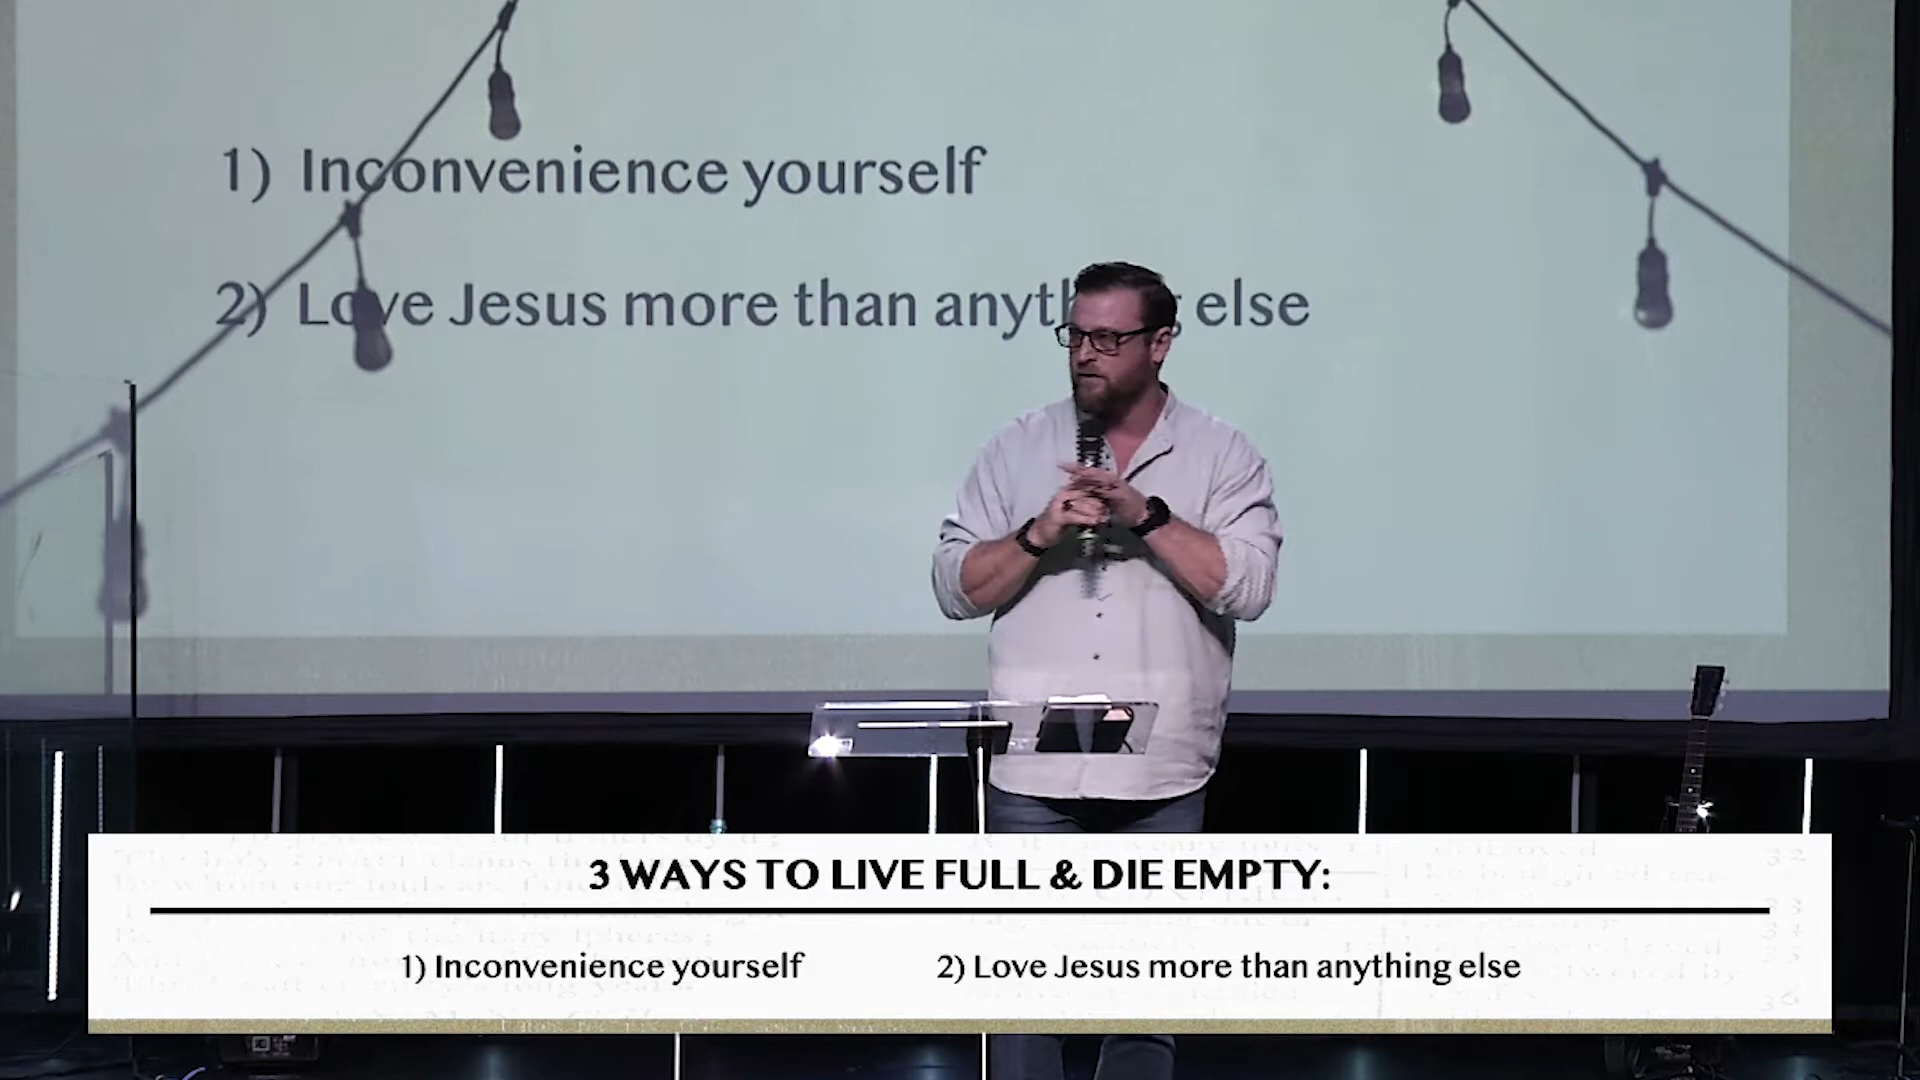 1) Inconvenience yourself
2) Love Jesus more than anyth g else
3 WAYS TO LIVE FULL & DIE EMPTY:
1) Inconvenience yourself 2) Love Jesus more than anything else